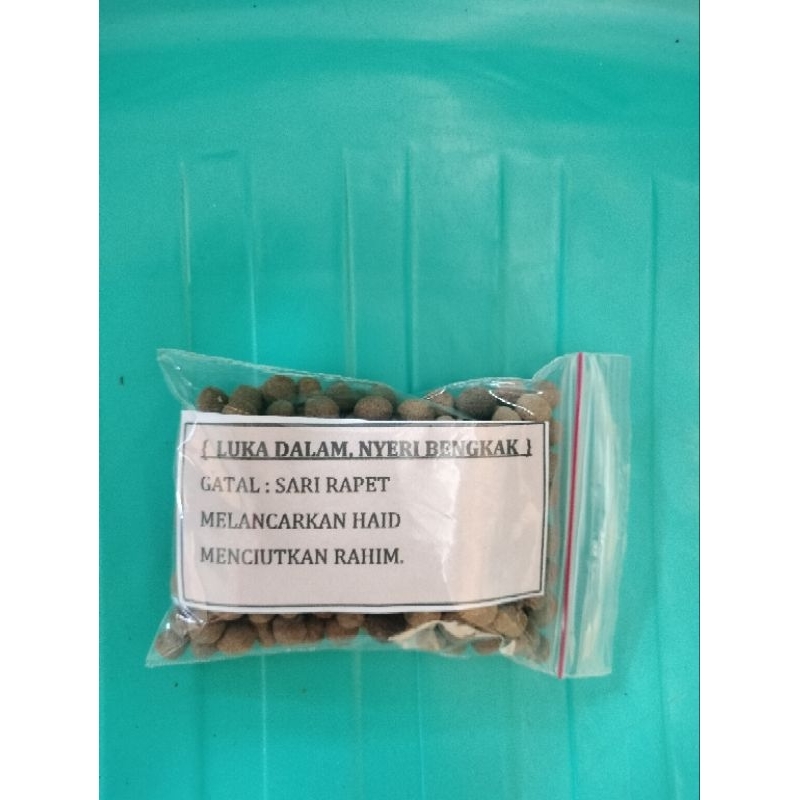 { LUKA DALAM, NYERI BENGKAK }
GATAL : SARI RAPET
MELANCARKAN HAID
MENCIUTKAN RAHIM.